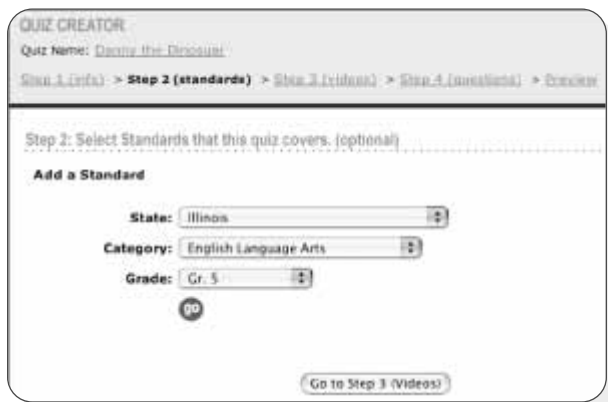 QUIZ CREATOR
Quiz Name: Danny the Dinosuar
Step 1 (info) > Step 2 (standards) > Step 3 (videos) > Step 4 (questions) > Preview
Step 2: Select Standards that this quiz covers. (optional)
Add a Standard
State: Illinois
Category: English Language Arts
Grade: Gr. 5
go
Go to Step 3 (Videos)